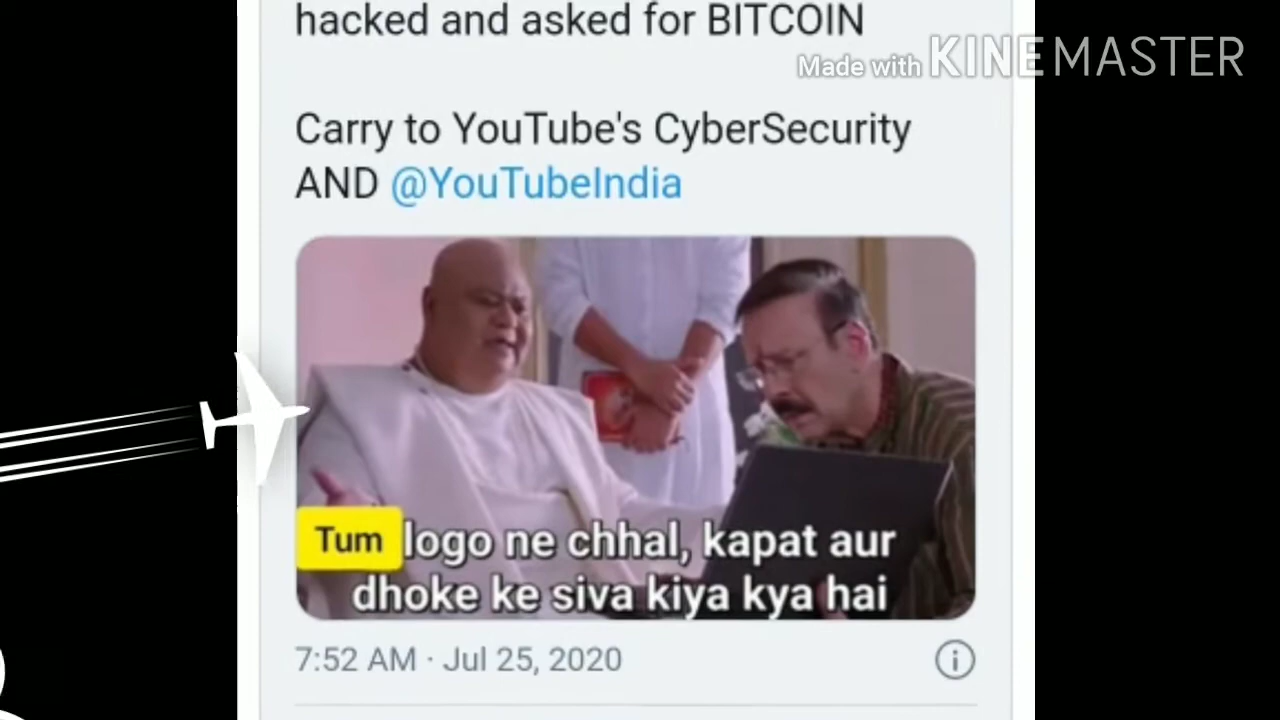 hacked and asked for BITCOIN
Made with KINEMASTER
Carry to YouTube's CyberSecurity
AND @YouTubeIndia
Tum logo ne chhal, kapat aur
dhoke ke siva kiya kya hai
7:52 AM · Jul 25, 2020